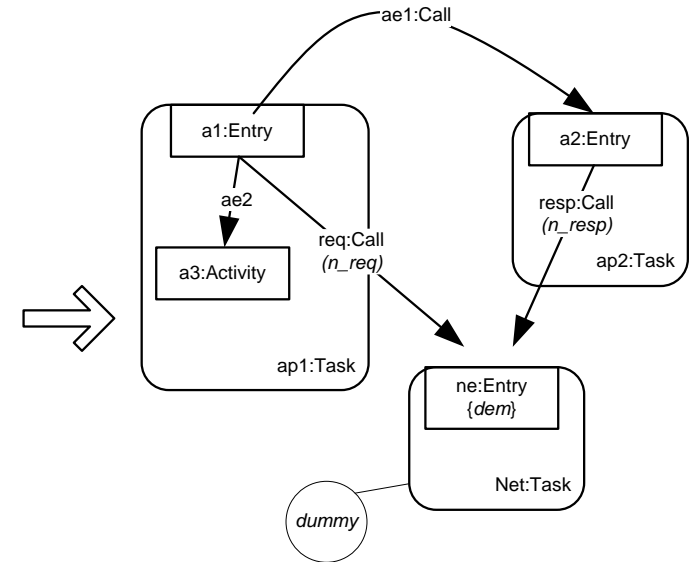 ae1:Call
a1:Entry
a2:Entry
ae2
resp:Call
(n_resp)
req:Call
(n_req)
a3:Activity
ap2:Task
ap1:Task
ne:Entry
{dem}
Net:Task
dummy